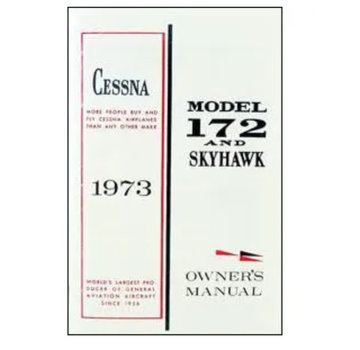 CESSNA
MORE PEOPLE BUY AND
FLY CESSNA AIRPLANES
THAN ANY OTHER MAKE
1973
WORLD'S LARGEST PRO-
DUCER OF GENERAL
AVIATION AIRCRAFT
SINCE 1956
MODEL
172
AND
SKYHAWK
OWNER'S
MANUAL